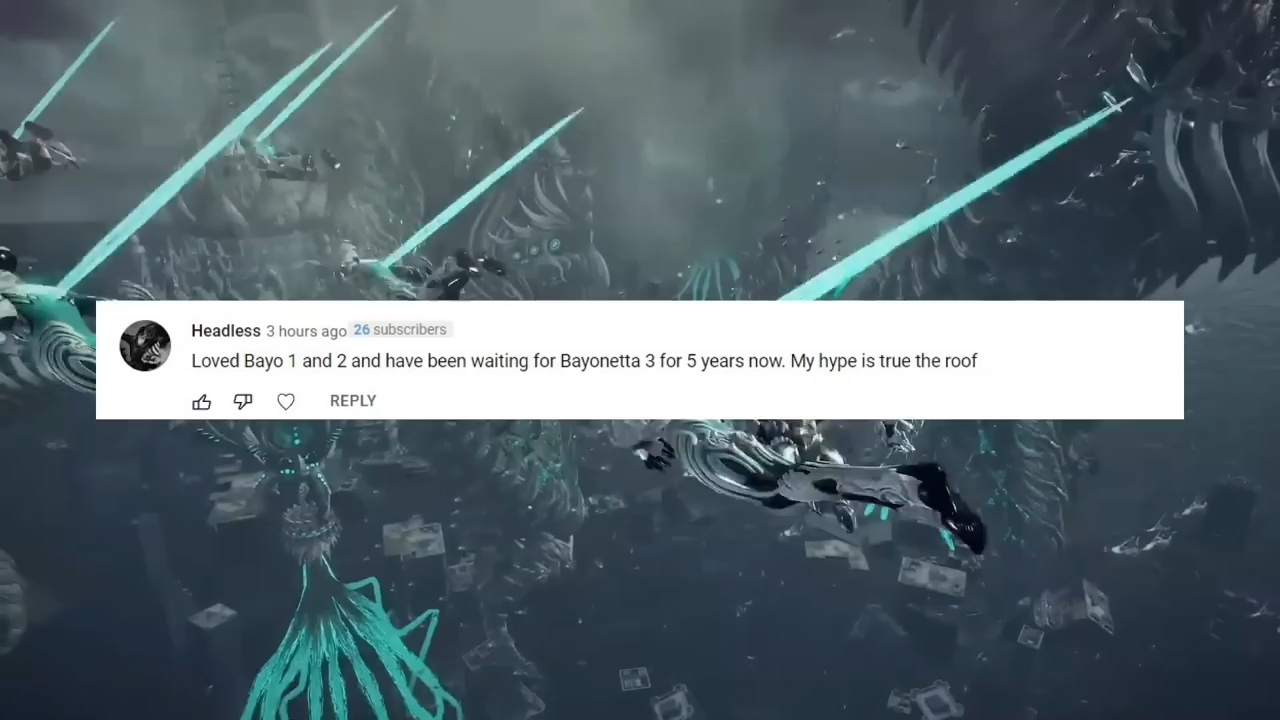 Headless 3 hours ago 26 subscribers
Loved Bayo 1 and 2 and have been waiting for Bayonetta 3 for 5 years now. My hype is true the roof
REPLY